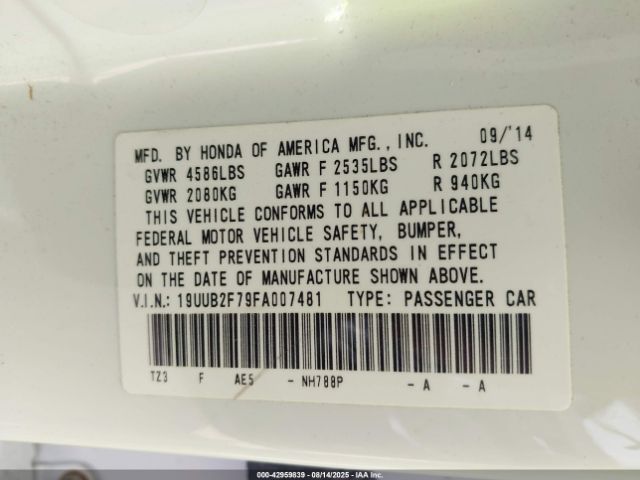 MFD. BY HONDA OF AMERICA MFG., INC. 09/'14
GVWR 4586LBS GAWR F 2535LBS R 2072LBS
GVWR 2080KG GAWR F 1150KG R 940KG
THIS VEHICLE CONFORMS TO ALL APPLICABLE
FEDERAL MOTOR VEHICLE SAFETY, BUMPER,
AND THEFT PREVENTION STANDARDS IN EFFECT
ON THE DATE OF MANUFACTURE SHOWN ABOVE.
V.I.N.: 19UUB2F79FA007481 TYPE: PASSENGER CAR
TZ3 F AE5 - NH788P - A - A
000-42959839 - 08/14/2025 - IAA Inc.